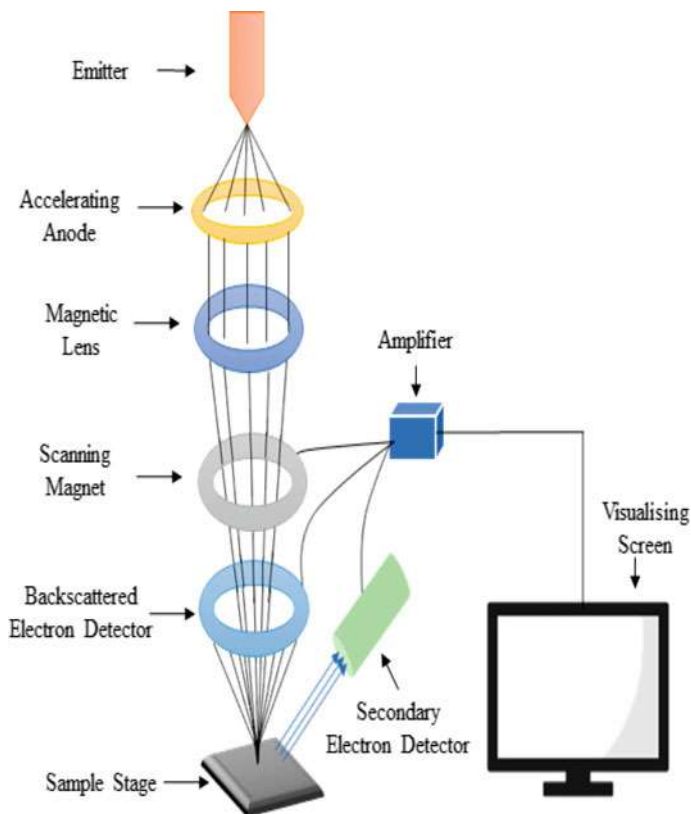 Emitter
Accelerating
Anode
Magnetic
Lens
Amplifier
Scanning
Magnet
Visualising
Screen
Backscattered
Electron Detector
Secondary
Electron Detector
Sample Stage